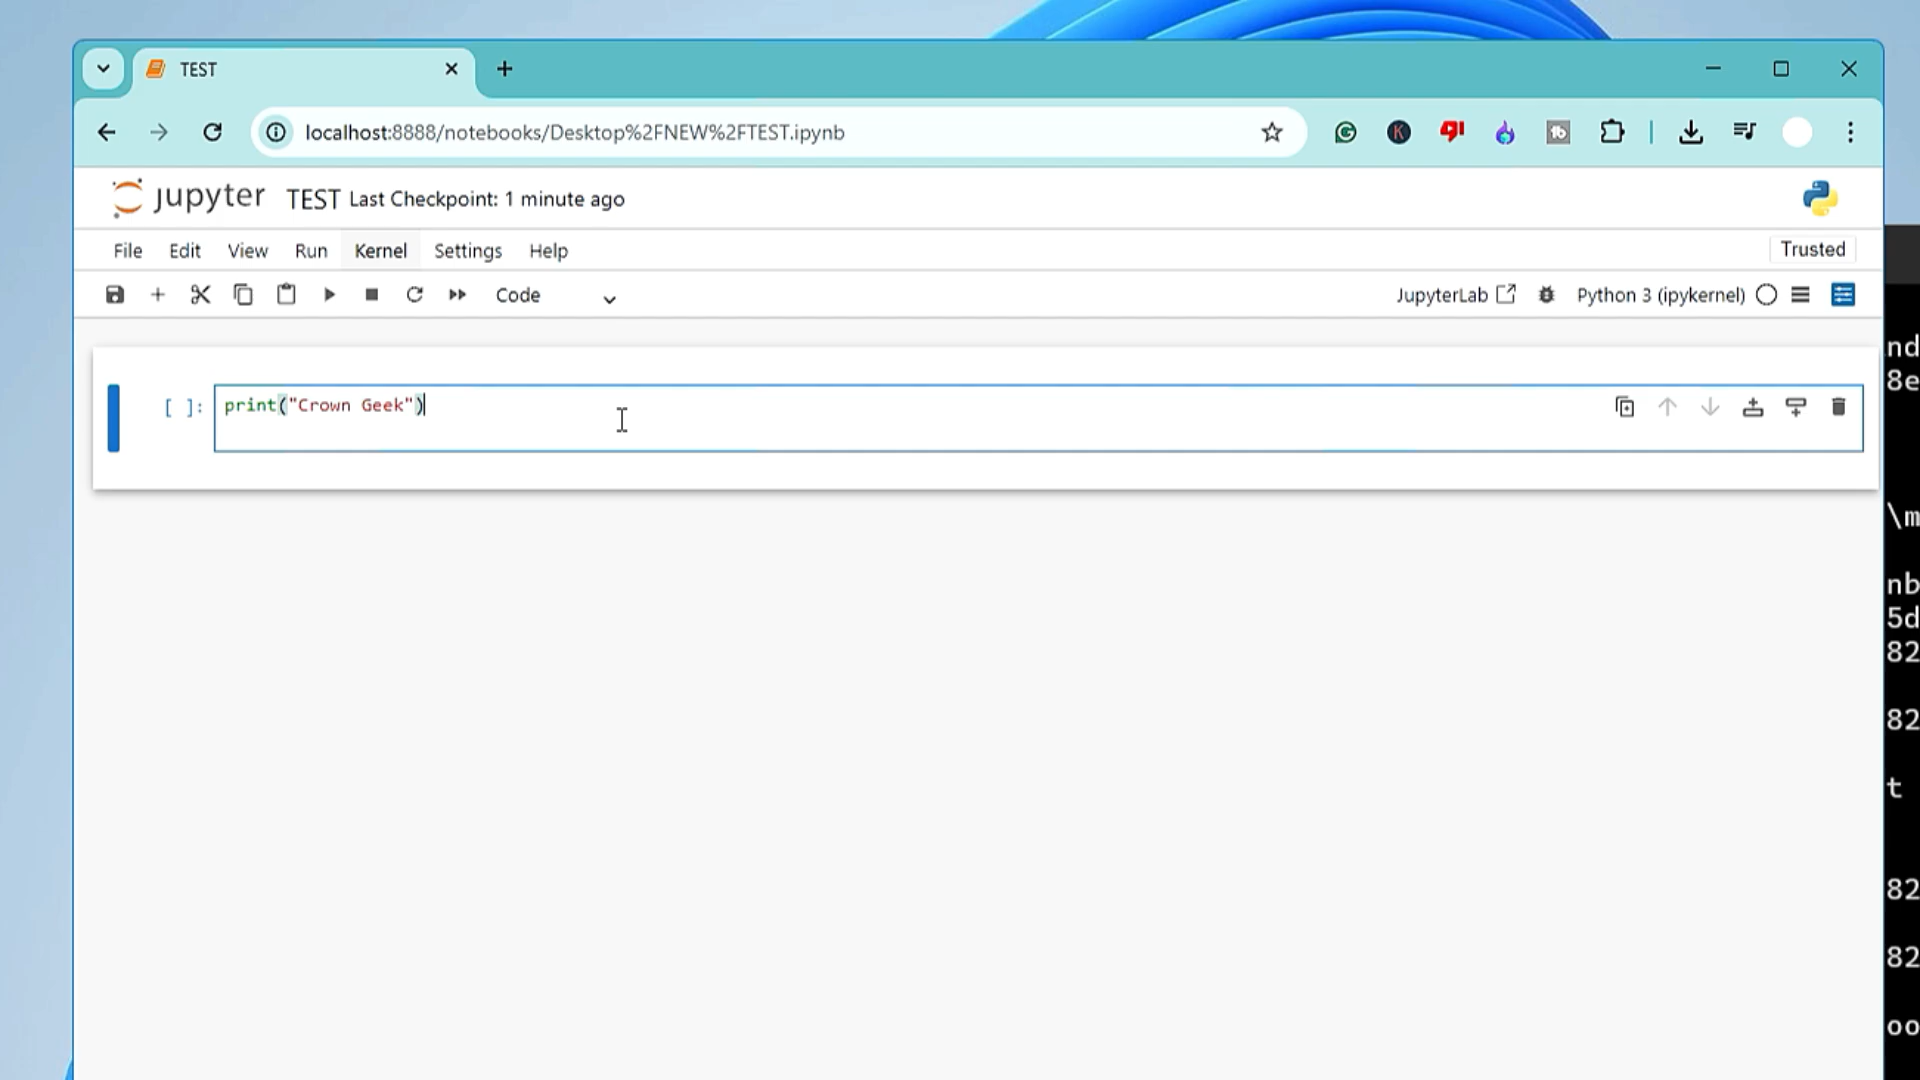 TEST
localhost:8888/notebooks/Desktop%2FNEW%2FTEST.ipynb
K
jupyter TEST Last Checkpoint: 1 minute ago
File Edit View Run Kernel Settings Help
Trusted
Code
JupyterLab
Python 3 (ipykernel)
nd
8e
[ ]: print("Crown Geek")
\m
nb
5d
82
82
t
82
82
oo